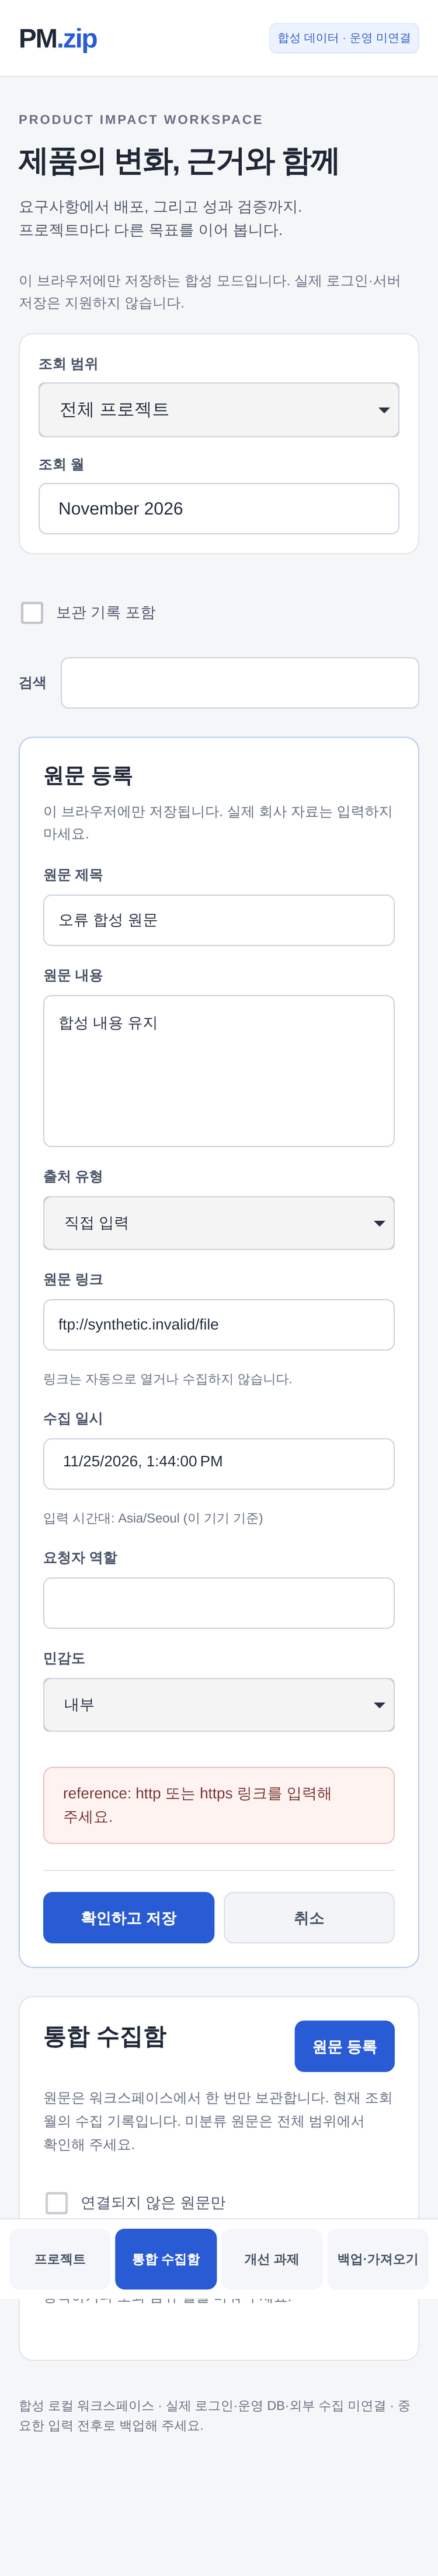 PM.zip
합성 데이터 · 운영 미연결
PRODUCT IMPACT WORKSPACE
제품의 변화, 근거와 함께
요구사항에서 배포, 그리고 성과 검증까지.
프로젝트마다 다른 목표를 이어 봅니다.
이 브라우저에만 저장하는 합성 모드입니다. 실제 로그인·서버
저장은 지원하지 않습니다.
조회 범위
전체 프로젝트
조회 월
November 2026
보관 기록 포함
검색
원문 등록
이 브라우저에만 저장됩니다. 실제 회사 자료는 입력하지
마세요.
원문 제목
오류 합성 원문
원문 내용
합성 내용 유지
출처 유형
직접 입력
원문 링크
ftp://synthetic.invalid/file
링크는 자동으로 열거나 수집하지 않습니다.
수집 일시
11/25/2026, 1:44:00 PM
입력 시간대: Asia/Seoul (이 기기 기준)
요청자 역할
민감도
내부
reference: http 또는 https 링크를 입력해
주세요.
확인하고 저장
취소
통합 수집함
원문 등록
원문은 워크스페이스에서 한 번만 보관합니다. 현재 조회
월의 수집 기록입니다. 미분류 원문은 전체 범위에서
확인해 주세요.
연결되지 않은 원문만
프로젝트
통합 수집함
개선 과제
백업·가져오기
합성 로컬 워크스페이스 · 실제 로그인·운영 DB·외부 수집 미연결 · 중
요한 입력 전후로 백업해 주세요.